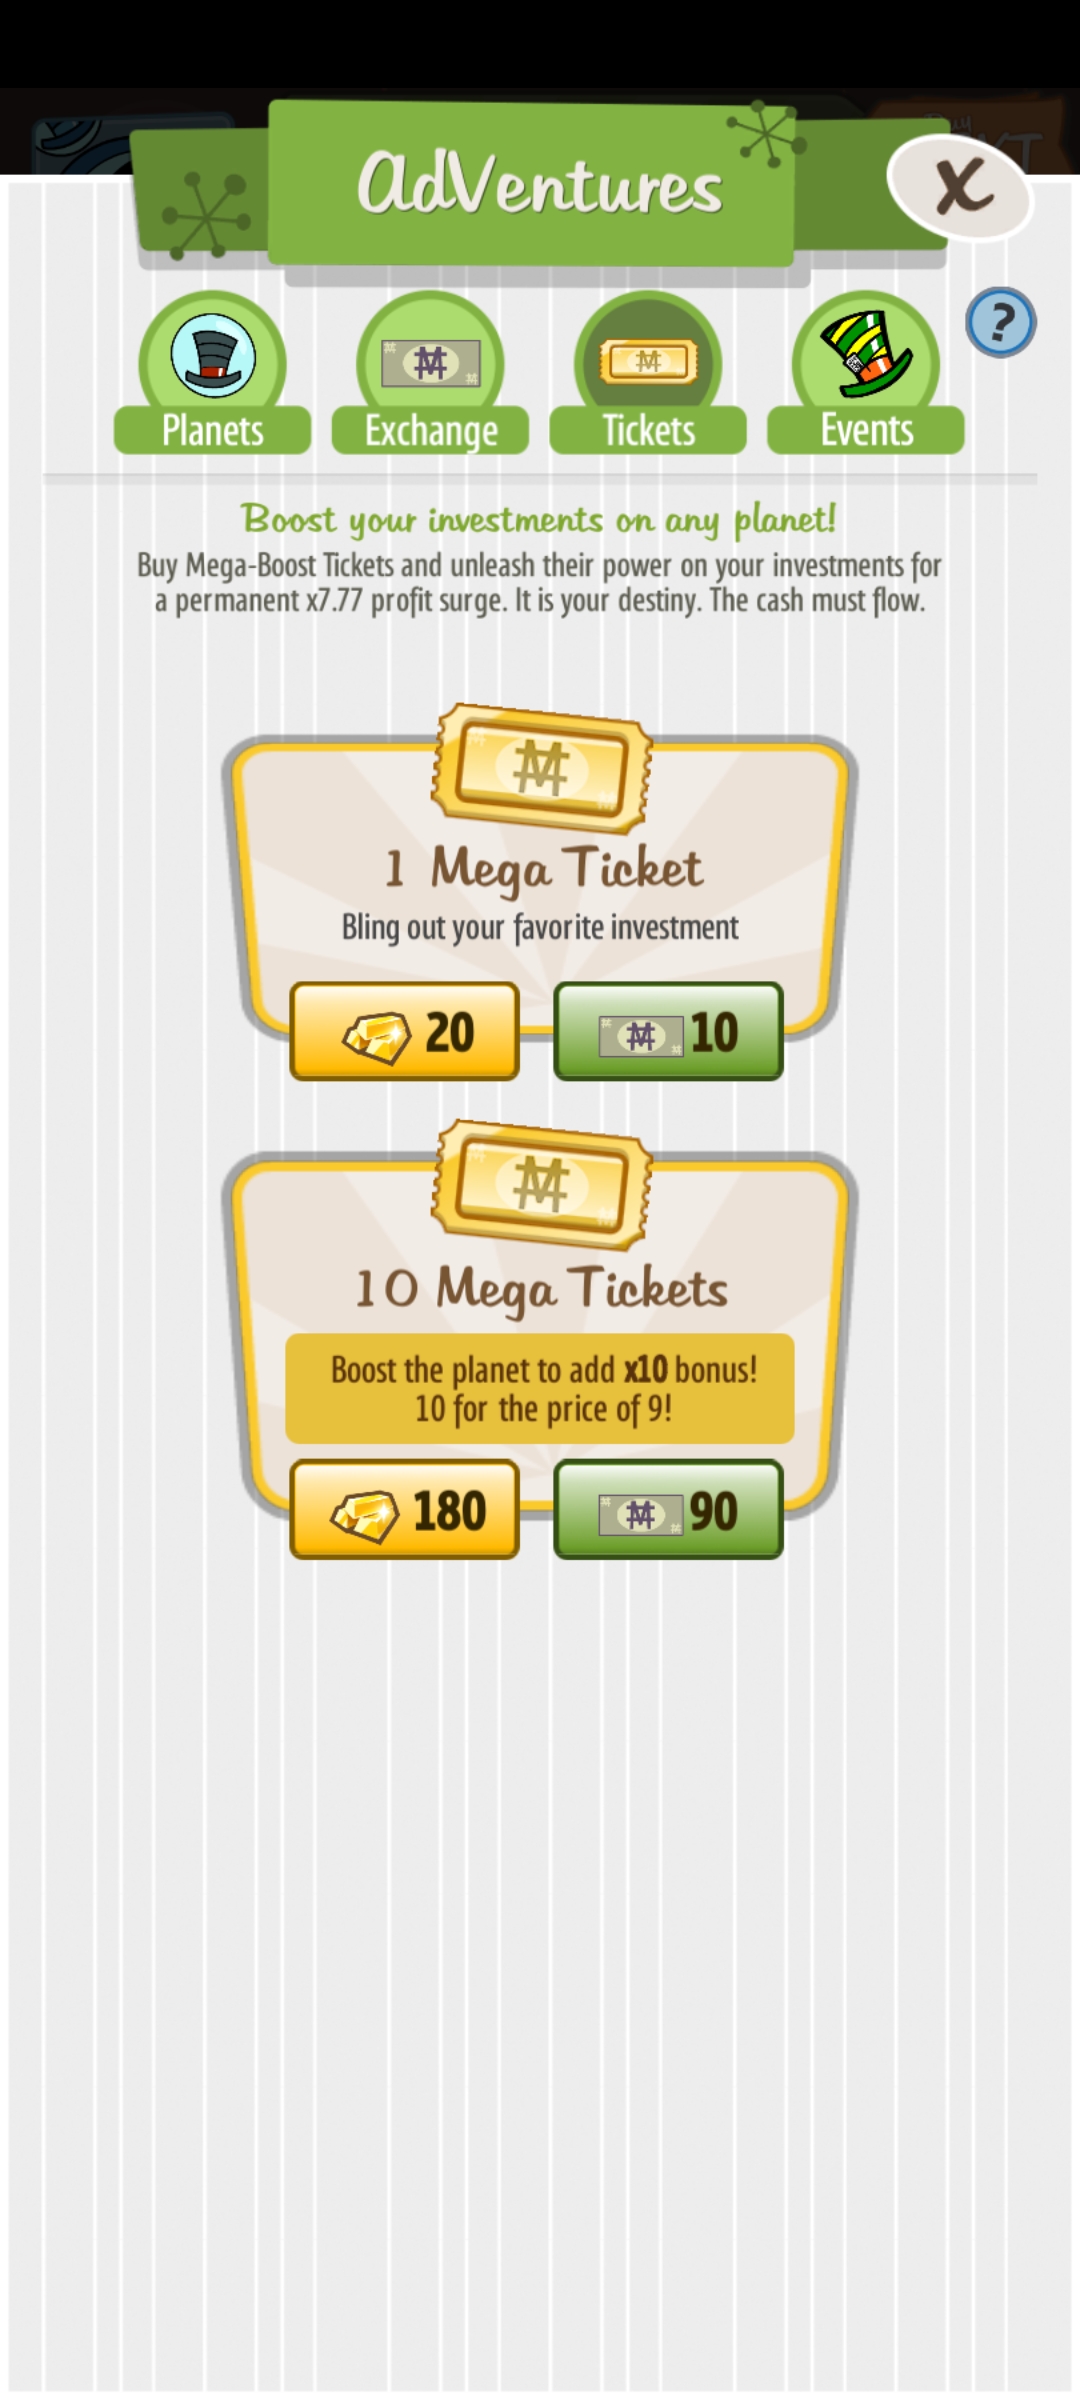 AdVentures
X
?
Planets
Exchange
Tickets
Events
Boost your investments on any planet!
Buy Mega-Boost Tickets and unleash their power on your investments for
a permanent x7.77 profit surge. It is your destiny. The cash must flow.
1 Mega Ticket
Bling out your favorite investment
20
10
10 Mega Tickets
Boost the planet to add x10 bonus!
10 for the price of 9!
180
90